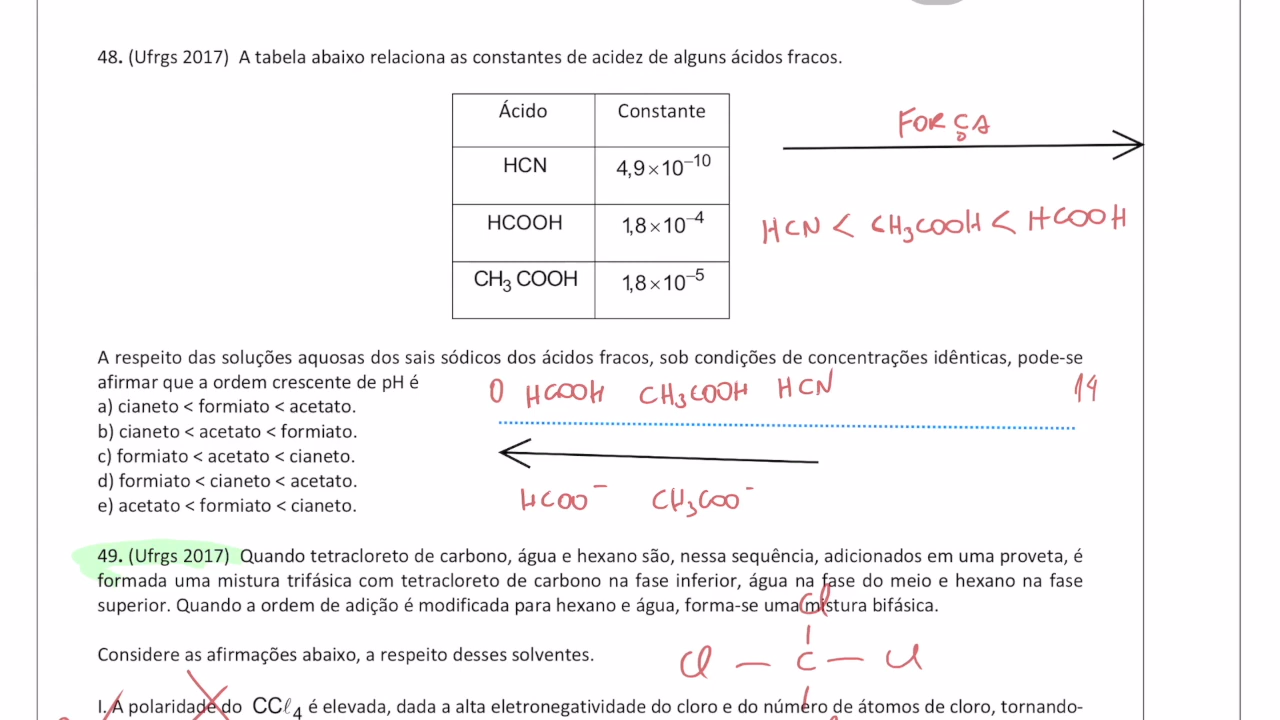 48. (Ufrgs 2017) A tabela abaixo relaciona as constantes de acidez de alguns ácidos fracos.
Ácido Constante
HCN 4,9×10⁻¹⁰
HCOOH 1,8×10⁻⁴
CH₃ COOH 1,8×10⁻⁵
FORÇA
HCN < CH₃COOH < HCOOH
A respeito das soluções aquosas dos sais sódicos dos ácidos fracos, sob condições de concentrações idênticas, pode-se
afirmar que a ordem crescente de pH é
0 HCOOH CH₃COOH HCN 14
a) cianeto < formiato < acetato.
b) cianeto < acetato < formiato.
c) formiato < acetato < cianeto.
d) formiato < cianeto < acetato.
e) acetato < formiato < cianeto.
HCOO⁻ CH₃COO⁻
49. (Ufrgs 2017) Quando tetracloreto de carbono, água e hexano são, nessa sequência, adicionados em uma proveta, é
formada uma mistura trifásica com tetracloreto de carbono na fase inferior, água na fase do meio e hexano na fase
superior. Quando a ordem de adição é modificada para hexano e água, forma-se uma mistura bifásica.
Cl
Considere as afirmações abaixo, a respeito desses solventes.
Cl — C — Cl
I. A polaridade do CCℓ₄ é elevada, dada a alta eletronegatividade do cloro e do número de átomos de cloro, tornando-